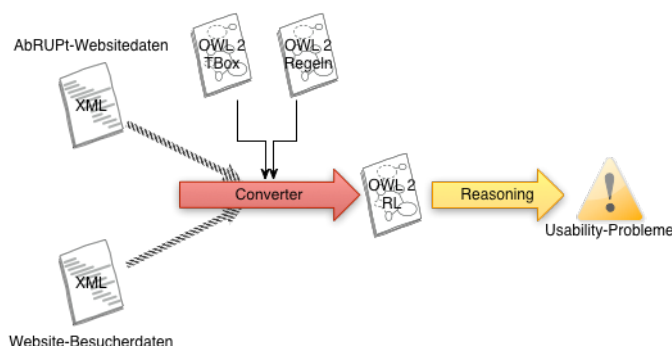 AbRUPt-Websitedaten
OWL 2
TBox
OWL 2
Regeln
XML
Converter
OWL 2
RL
Reasoning
Usability-Probleme
XML
Website-Besucherdaten